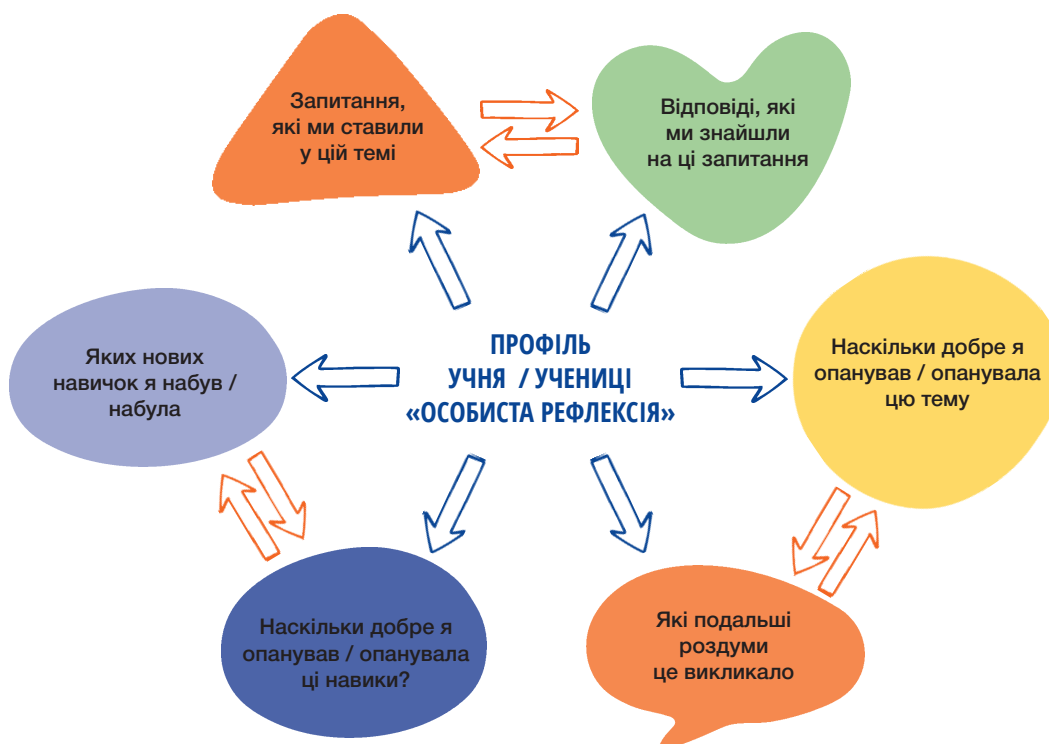 Запитання,
які ми ставили
у цій темі
Відповіді, які
ми знайшли
на ці запитання
Яких нових
навичок я набув /
набула
ПРОФІЛЬ
УЧНЯ / УЧЕНИЦІ
«ОСОБИСТА РЕФЛЕКСІЯ»
Наскільки добре я
опанував / опанувала
цю тему
Наскільки добре я
опанував / опанувала
ці навики?
Які подальші
роздуми
це викликало